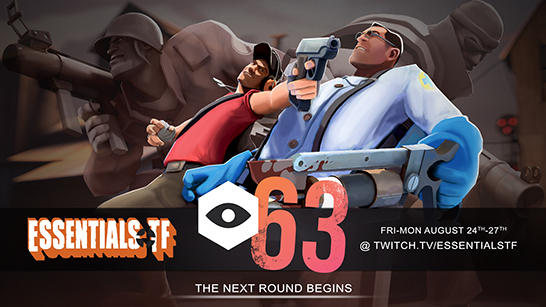 ESSENTIALS.TF
63
FRI-MON AUGUST 24TH-27TH
@ TWITCH.TV/ESSENTIALSTF
THE NEXT ROUND BEGINS